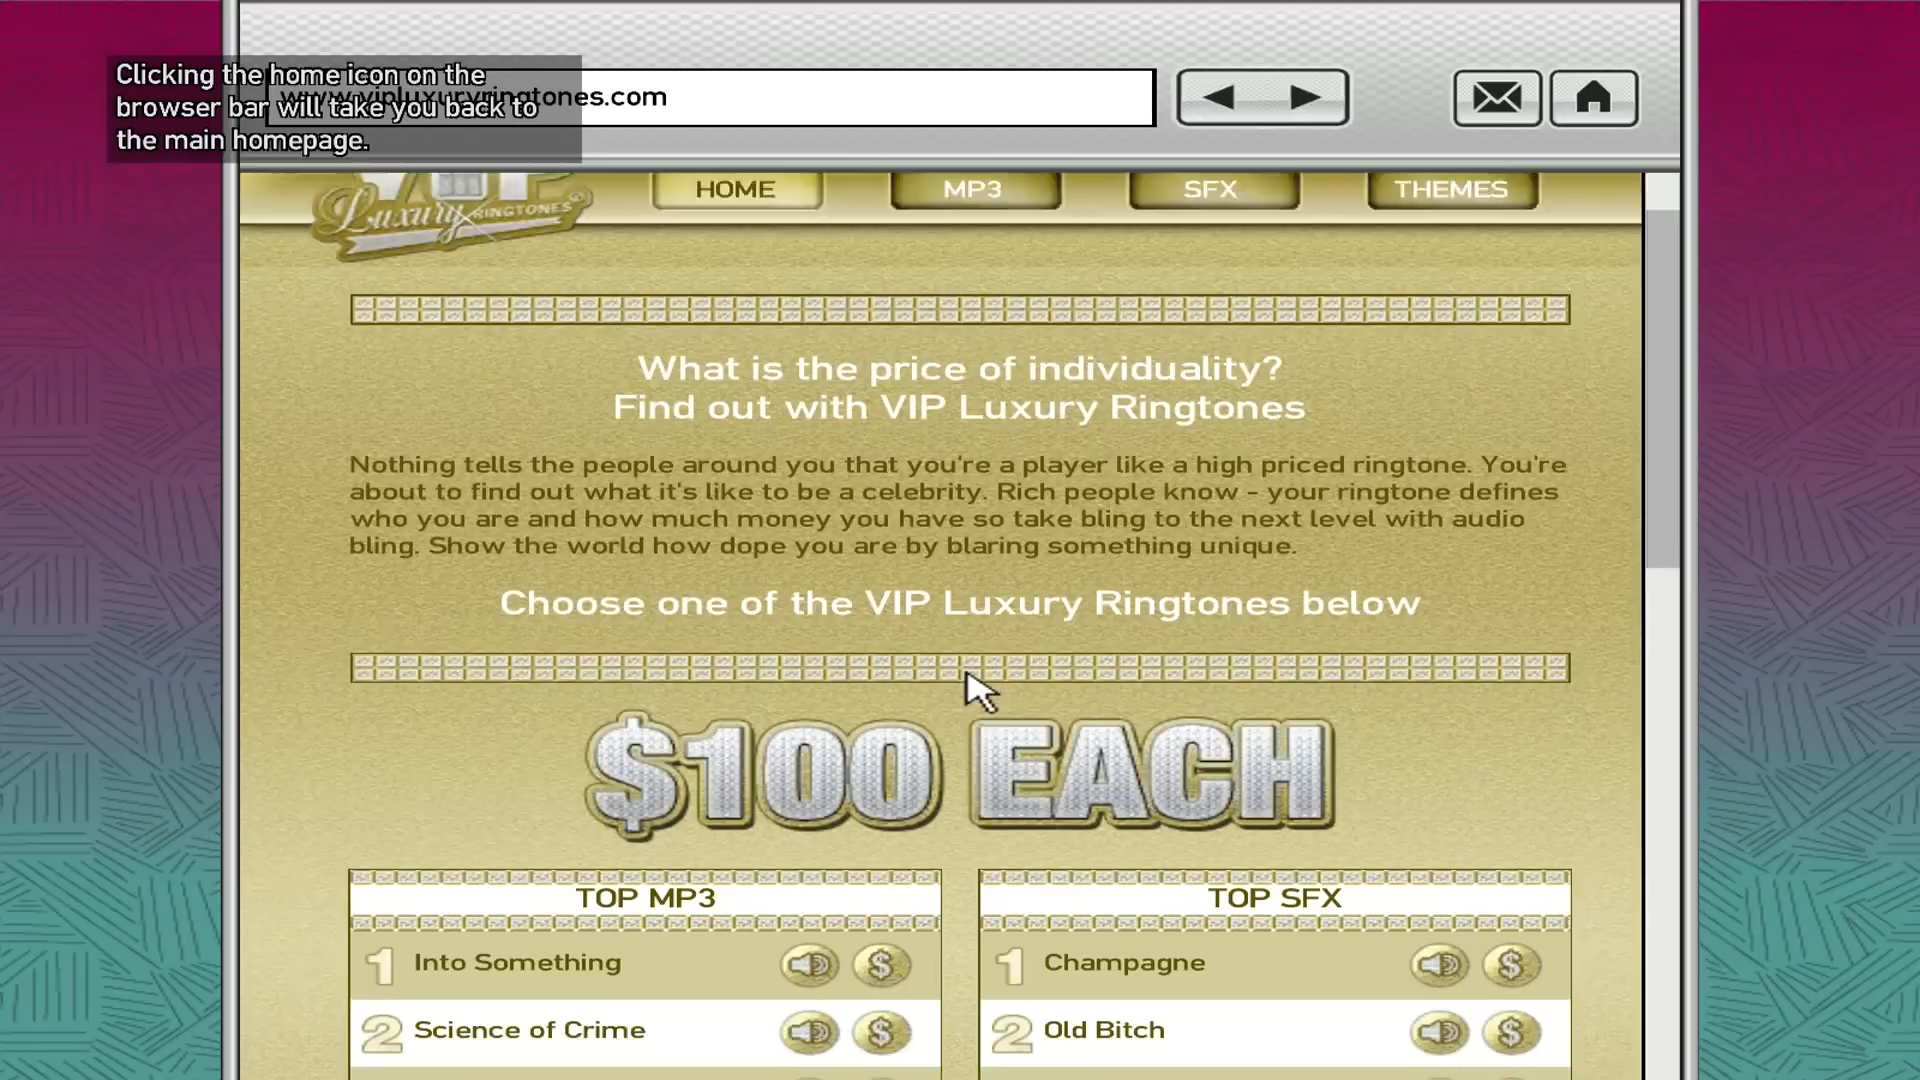 Clicking the home icon on the
browser bar will take you back to
the main homepage.
www.vipluxuryringtones.com
Luxury RINGTONES
HOME
MP3
SFX
THEMES
What is the price of individuality?
Find out with VIP Luxury Ringtones
Nothing tells the people around you that you're a player like a high priced ringtone. You're
about to find out what it's like to be a celebrity. Rich people know - your ringtone defines
who you are and how much money you have so take bling to the next level with audio
bling. Show the world how dope you are by blaring something unique.
Choose one of the VIP Luxury Ringtones below
$100 EACH
TOP MP3
1 Into Something $
2 Science of Crime $
TOP SFX
1 Champagne $
2 Old Bitch $